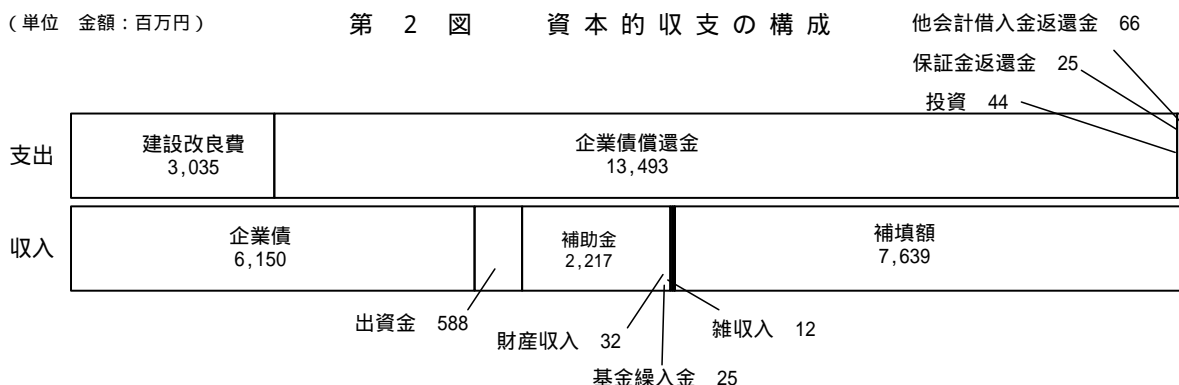 (単位 金額：百万円)
第2図 資本的収支の構成
他会計借入金返還金 66
保証金返還金 25
投資 44
支出
建設改良費
3,035
企業債償還金
13,493
収入
企業債
6,150
補助金
2,217
補填額
7,639
出資金 588
財産収入 32
雑収入 12
基金繰入金 25